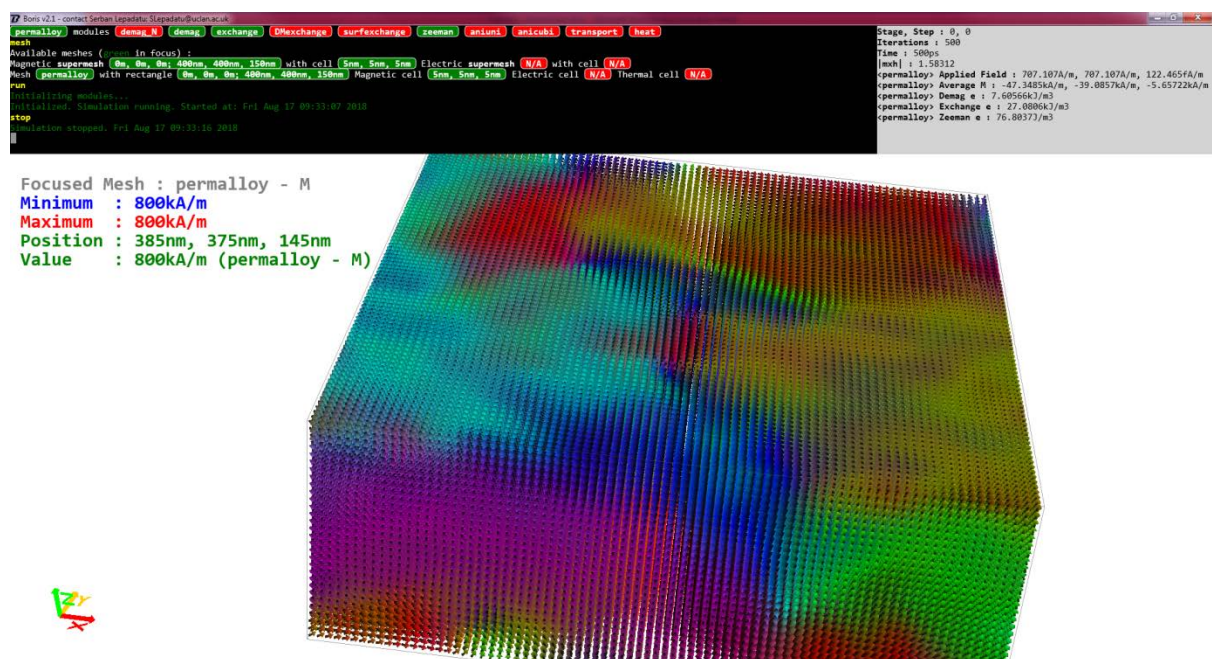 Boris v2.1 - contact Serban Lepadatu: SLepadatu@uclan.ac.uk
permalloy modules demag_N demag exchange DMexchange surfexchange zeeman aniuni anicubi transport heat
mesh
Available meshes (green in focus) :
Magnetic supermesh 0m, 0m, 0m; 400nm, 400nm, 150nm with cell 5nm, 5nm, 5nm Electric supermesh N/A with cell N/A
Mesh permalloy with rectangle 0m, 0m, 0m; 400nm, 400nm, 150nm Magnetic cell 5nm, 5nm, 5nm Electric cell N/A Thermal cell N/A
run
Initializing modules...
Initialized. Simulation running. Started at: Fri Aug 17 09:33:07 2018
stop
Simulation stopped. Fri Aug 17 09:33:16 2018
Stage, Step : 0, 0
Iterations : 500
Time : 500ps
|mxh| : 1.58312
<permalloy> Applied Field : 707.107A/m, 707.107A/m, 122.465fA/m
<permalloy> Average M : -47.3485kA/m, -39.0857kA/m, -5.65722kA/m
<permalloy> Demag e : 7.60566kJ/m3
<permalloy> Exchange e : 27.0806kJ/m3
<permalloy> Zeeman e : 76.8037J/m3
Focused Mesh : permalloy - M
Minimum : 800kA/m
Maximum : 800kA/m
Position : 385nm, 375nm, 145nm
Value : 800kA/m (permalloy - M)
Z
Y
X